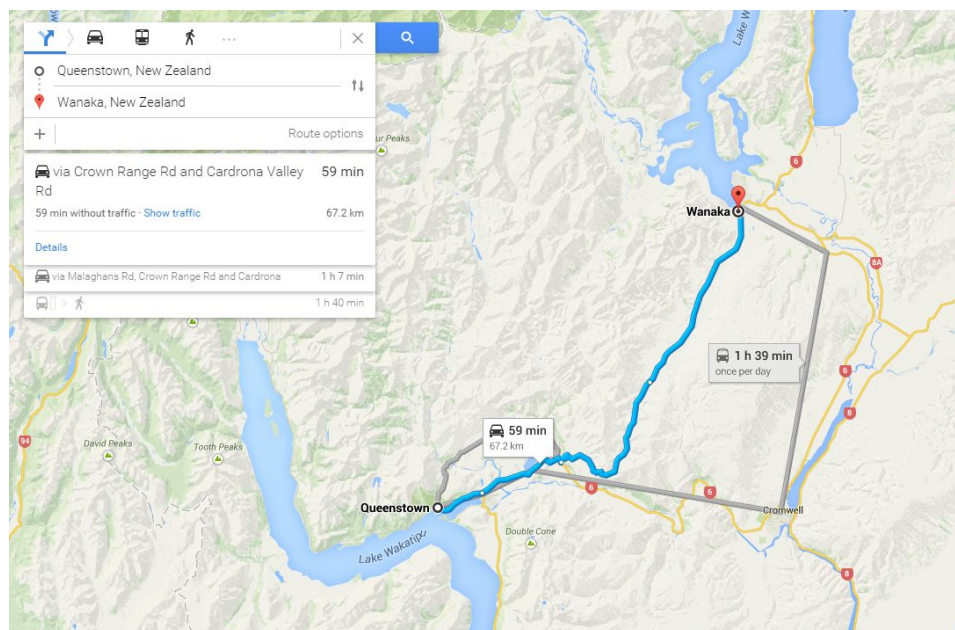 Queenstown, New Zealand
Wanaka, New Zealand
Route options
via Crown Range Rd and Cardrona Valley 59 min
Rd
59 min without traffic · Show traffic 67.2 km
Details
via Malaghans Rd, Crown Range Rd and Cardrona 1 h 7 min
1 h 40 min
ur Peaks
Lake W
6
Wanaka
8A
1 h 39 min
once per day
6
8
59 min
67.2 km
94
David Peaks
Tooth Peaks
6
6
Queenstown
Cromwell
Double Cone
Lake Wakatipu
8